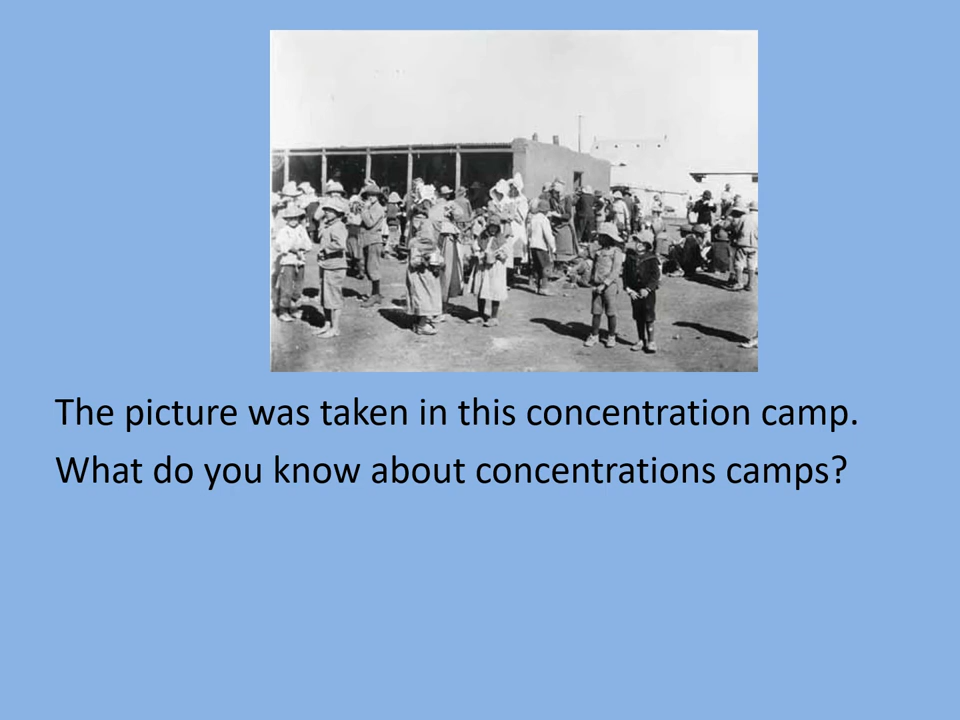 The picture was taken in this concentration camp.
What do you know about concentrations camps?